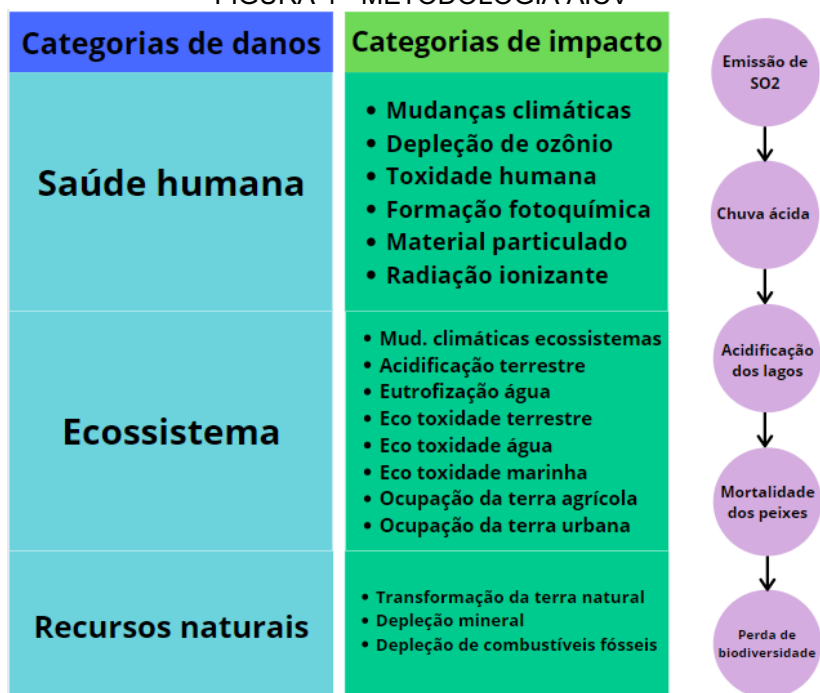 Categorias de danos
Categorias de impacto
Saúde humana
• Mudanças climáticas
• Depleção de ozônio
• Toxidade humana
• Formação fotoquímica
• Material particulado
• Radiação ionizante
Ecossistema
• Mud. climáticas ecossistemas
• Acidificação terrestre
• Eutrofização água
• Eco toxidade terrestre
• Eco toxidade água
• Eco toxidade marinha
• Ocupação da terra agrícola
• Ocupação da terra urbana
Recursos naturais
• Transformação da terra natural
• Depleção mineral
• Depleção de combustíveis fósseis
Emissão de
SO2
Chuva ácida
Acidificação
dos lagos
Mortalidade
dos peixes
Perda de
biodiversidade